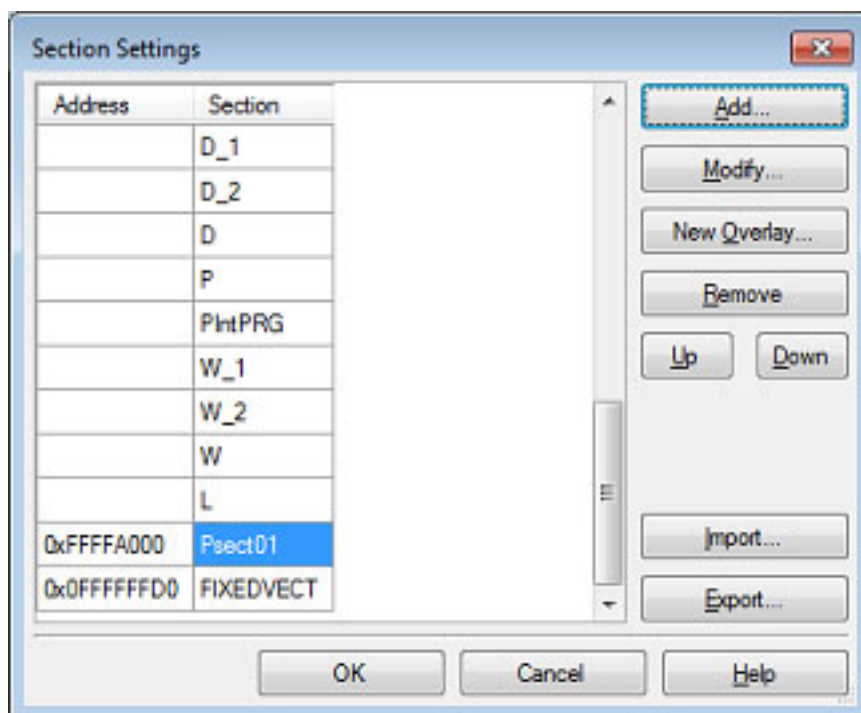 Section Settings
Address Section
D_1
D_2
D
P
PIntPRG
W_1
W_2
W
L
0xFFFFA000 Psect01
0x0FFFFFFD0 FIXEDVECT
Add...
Modify...
New Overlay...
Remove
Up Down
Import...
Export...
OK Cancel Help